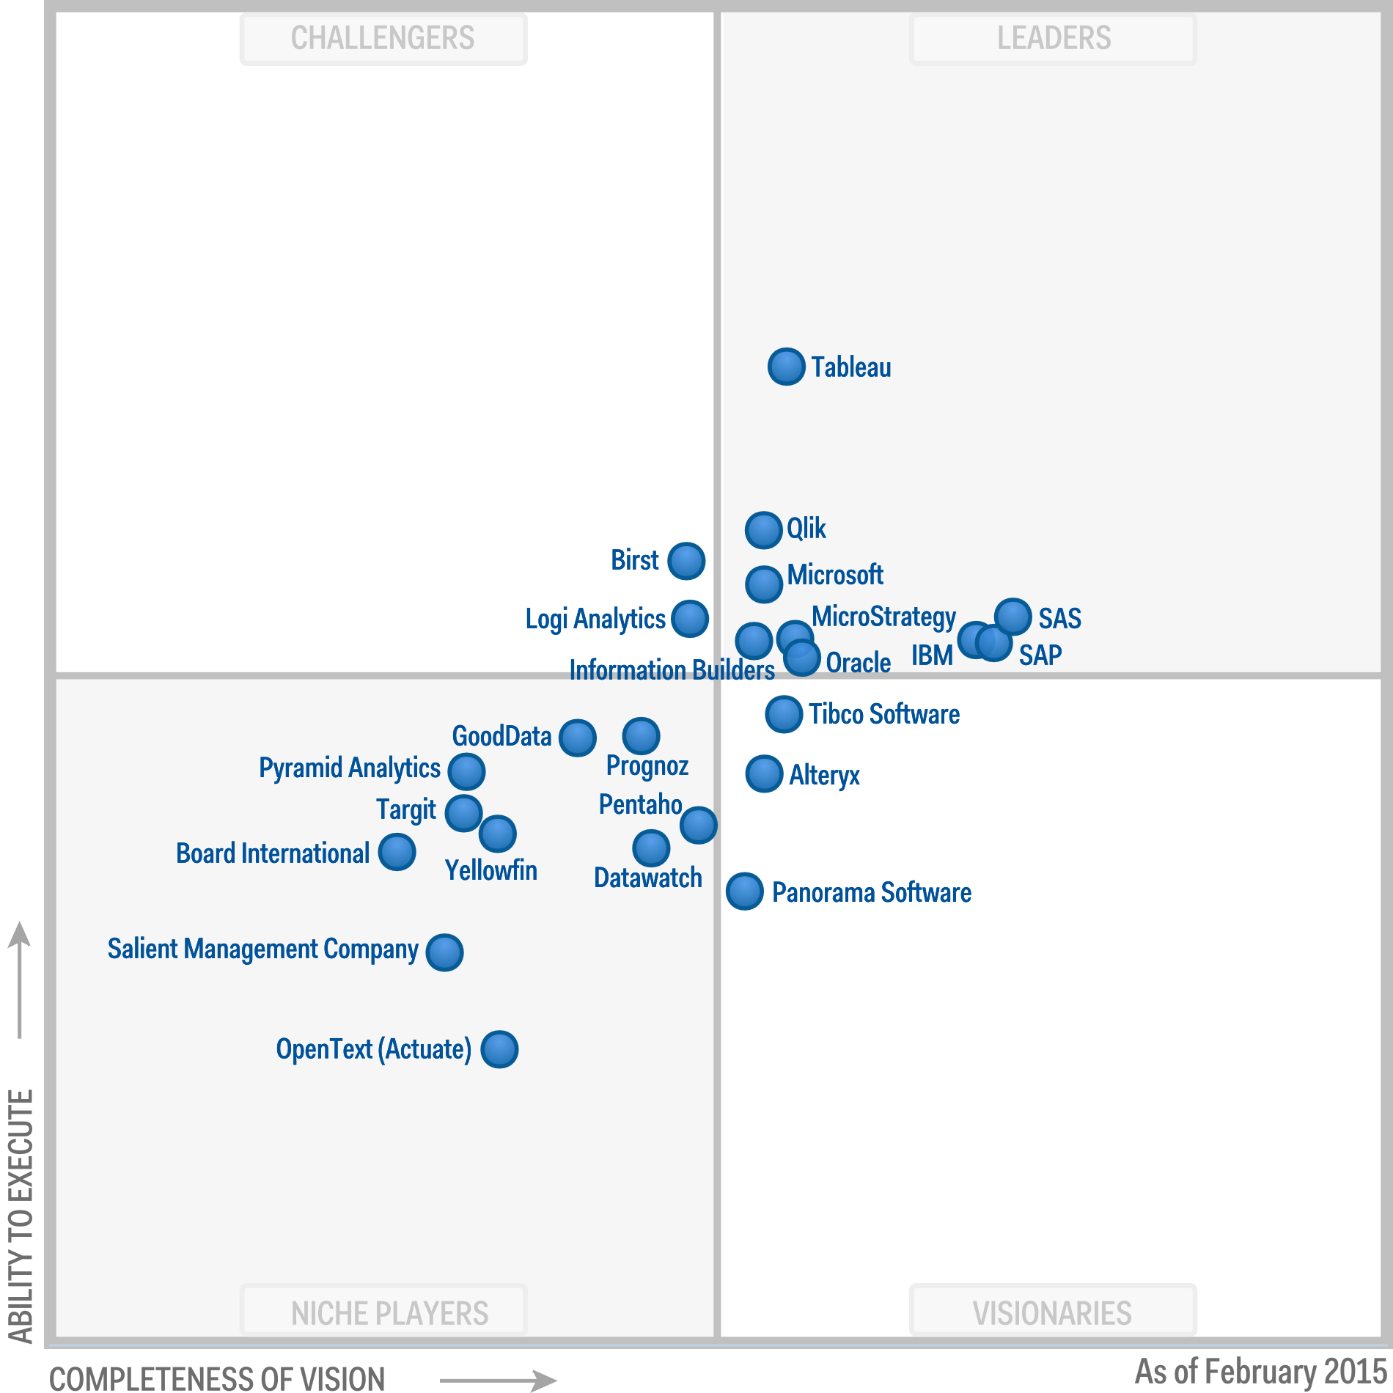 CHALLENGERS
LEADERS
Tableau
Qlik
Birst
Microsoft
Logi Analytics
MicroStrategy
SAS
Information Builders
Oracle
IBM
SAP
Tibco Software
GoodData
Prognoz
Pyramid Analytics
Alteryx
Targit
Pentaho
Board International
Yellowfin
Datawatch
Panorama Software
Salient Management Company
OpenText (Actuate)
ABILITY TO EXECUTE
NICHE PLAYERS
VISIONARIES
COMPLETENESS OF VISION
As of February 2015